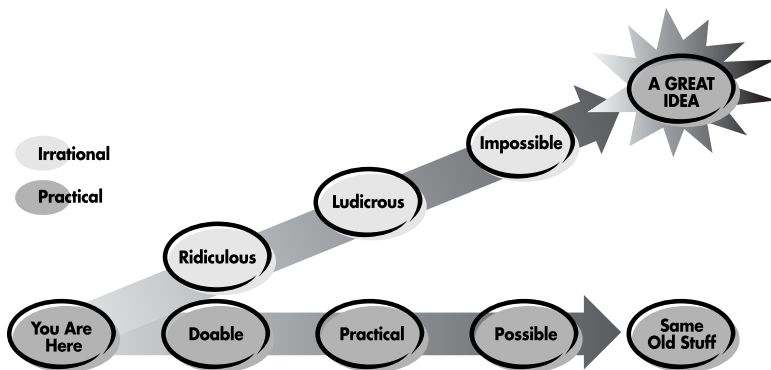 A GREAT
IDEA
Impossible
Irrational
Practical
Ludicrous
Ridiculous
You Are
Here
Doable
Practical
Possible
Same
Old Stuff